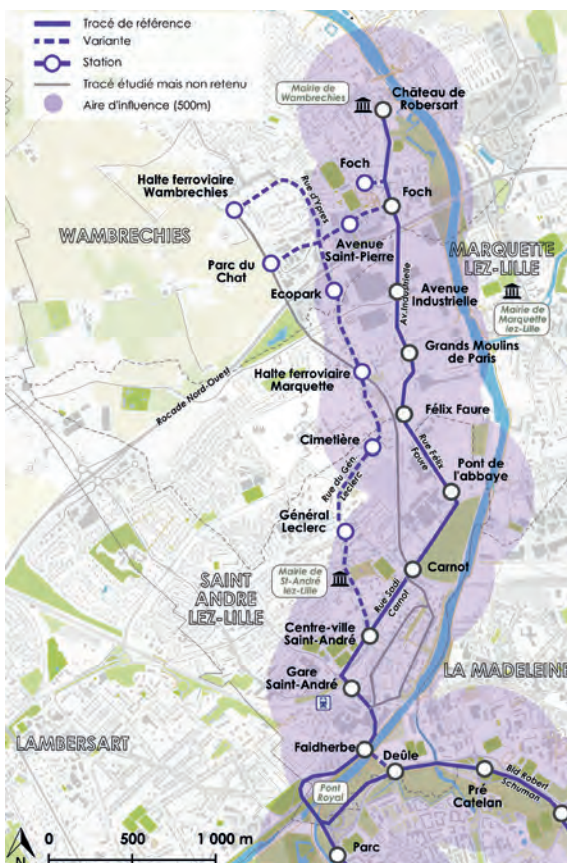 Tracé de référence
Variante
Station
Tracé étudié mais non retenu
Aire d'influence (500m)
Mairie de
Wambrechies
Château de
Robersart
Halte ferroviaire
Wambrechies
Rue d'Ypres
Foch
Foch
WAMBRECHIES
Avenue
Saint-Pierre
MARQUETTE
LEZ-LILLE
Parc du
Chat
Ecopark
Av.Industrielle
Avenue
Industrielle
Mairie de
Marquette
lez-Lille
Grands Moulins
de Paris
Rocade Nord-Ouest
Halte ferroviaire
Marquette
Félix Faure
Cimetière
Rue Félix
Faure
Rue du Gén.
Leclerc
Pont de
l'abbaye
Général
Leclerc
Mairie de
St-André
lez-Lille
Carnot
SAINT
ANDRE
LEZ-LILLE
Rue Sadi
Carnot
Centre-ville
Saint-André
LA MADELEINE
Gare
Saint-André
LAMBERSART
Faidherbe
Deûle
Bld Robert
Schuman
Pont
Royal
Pré
Catelan
0 500 1 000 m
N
Parc